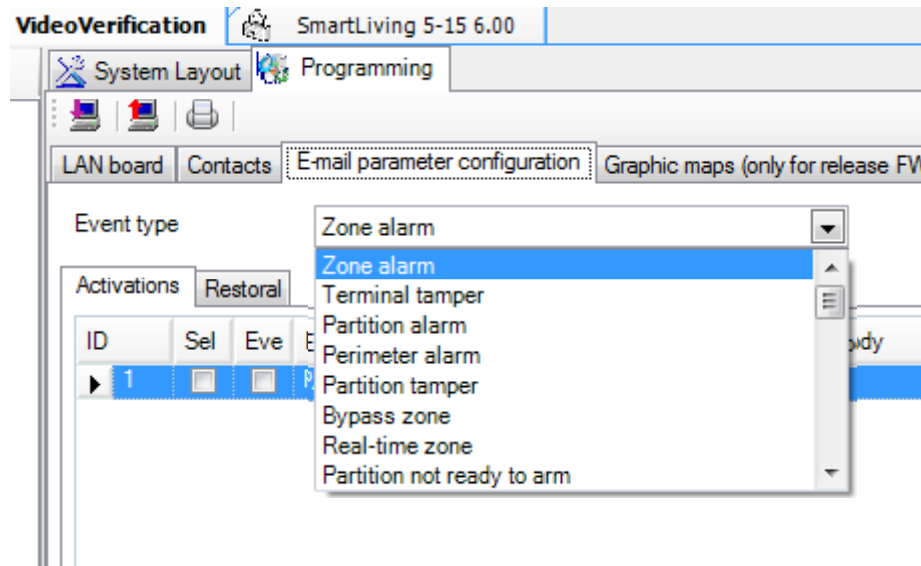 VideoVerification SmartLiving 5-15 6.00
System Layout Programming
LAN board Contacts E-mail parameter configuration Graphic maps (only for release FW
Event type Zone alarm
Zone alarm
Activations Restoral
Terminal tamper
Partition alarm
ID Sel Eve
Perimeter alarm
1
Partition tamper
Bypass zone
Real-time zone
Partition not ready to arm